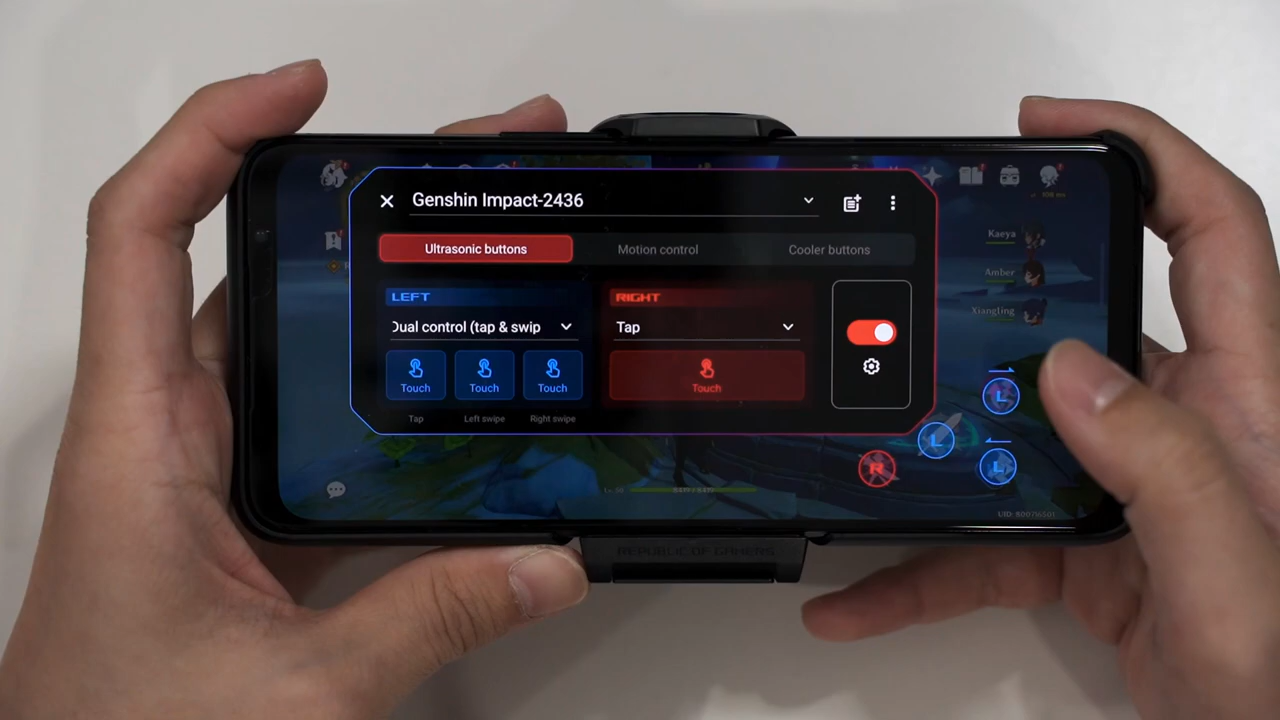 Genshin Impact-2436
Ultrasonic buttons
Motion control
Cooler buttons
LEFT
RIGHT
Dual control (tap & swip
Tap
Touch
Touch
Touch
Touch
Tap
Left swipe
Right swipe
Kaeya
Amber
Xiangling
L
L
L
R
REPUBLIC OF GAMERS